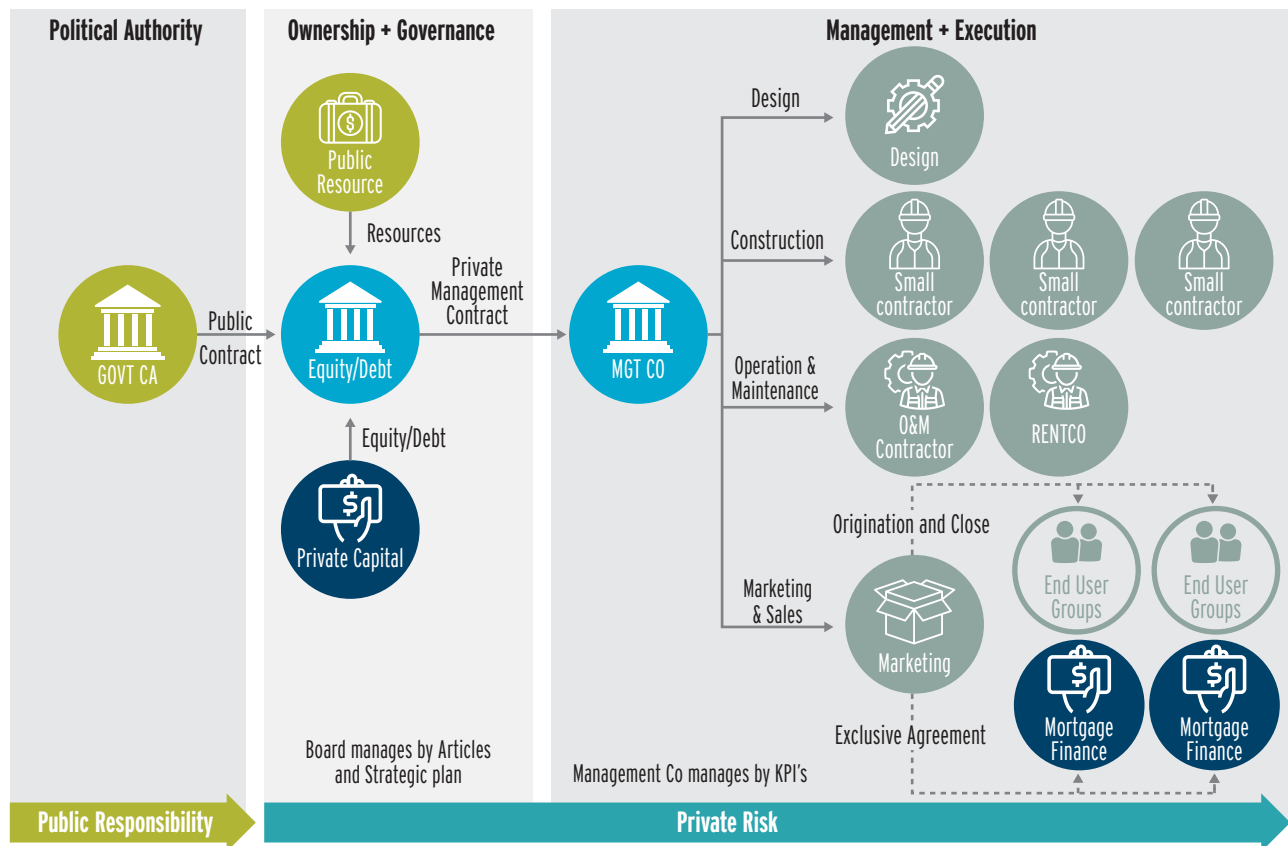 Political Authority
Ownership + Governance
Management + Execution
Public
Resource
Resources
GOVT CA
Public
Contract
Equity/Debt
Private
Management
Contract
Equity/Debt
Private Capital
Board manages by Articles
and Strategic plan
MGT CO
Design
Design
Construction
Small
contractor
Small
contractor
Small
contractor
Operation &
Maintenance
O&M
Contractor
RENTCO
Origination and Close
End User
Groups
End User
Groups
Marketing
& Sales
Marketing
Mortgage
Finance
Mortgage
Finance
Exclusive Agreement
Management Co manages by KPI's
Public Responsibility
Private Risk